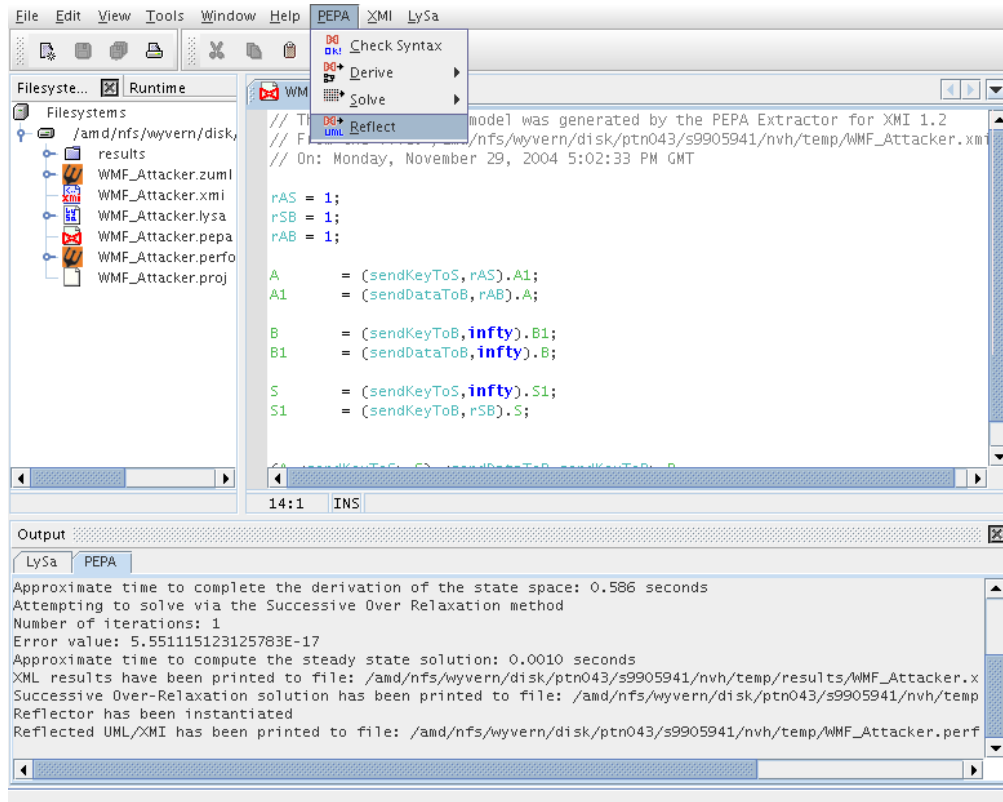 File Edit View Tools Window Help PEPA XMI LySa
OK! Check Syntax
Derive
Solve
UML Reflect
Filesyste... Runtime
Filesystems
/amd/nfs/wyvern/disk,
results
WMF_Attacker.zuml
WMF_Attacker.xmi
WMF_Attacker.lysa
WMF_Attacker.pepa
WMF_Attacker.perfo
WMF_Attacker.proj
WM
// Th model was generated by the PEPA Extractor for XMI 1.2
/nfs/wyvern/disk/ptn043/s9905941/nvh/temp/WMF_Attacker.xmi
// On: Monday, November 29, 2004 5:02:33 PM GMT
rAS = 1;
rSB = 1;
rAB = 1;
A = (sendKeyToS,rAS).A1;
A1 = (sendDataToB,rAB).A;
B = (sendKeyToB,infty).B1;
B1 = (sendDataToB,infty).B;
S = (sendKeyToS,infty).S1;
S1 = (sendKeyToB,rSB).S;
14:1 INS
Output
LySa PEPA
Approximate time to complete the derivation of the state space: 0.586 seconds
Attempting to solve via the Successive Over Relaxation method
Number of iterations: 1
Error value: 5.551115123125783E-17
Approximate time to compute the steady state solution: 0.0010 seconds
XML results have been printed to file: /amd/nfs/wyvern/disk/ptn043/s9905941/nvh/temp/results/WMF_Attacker.x
Successive Over-Relaxation solution has been printed to file: /amd/nfs/wyvern/disk/ptn043/s9905941/nvh/temp
Reflector has been instantiated
Reflected UML/XMI has been printed to file: /amd/nfs/wyvern/disk/ptn043/s9905941/nvh/temp/WMF_Attacker.perf